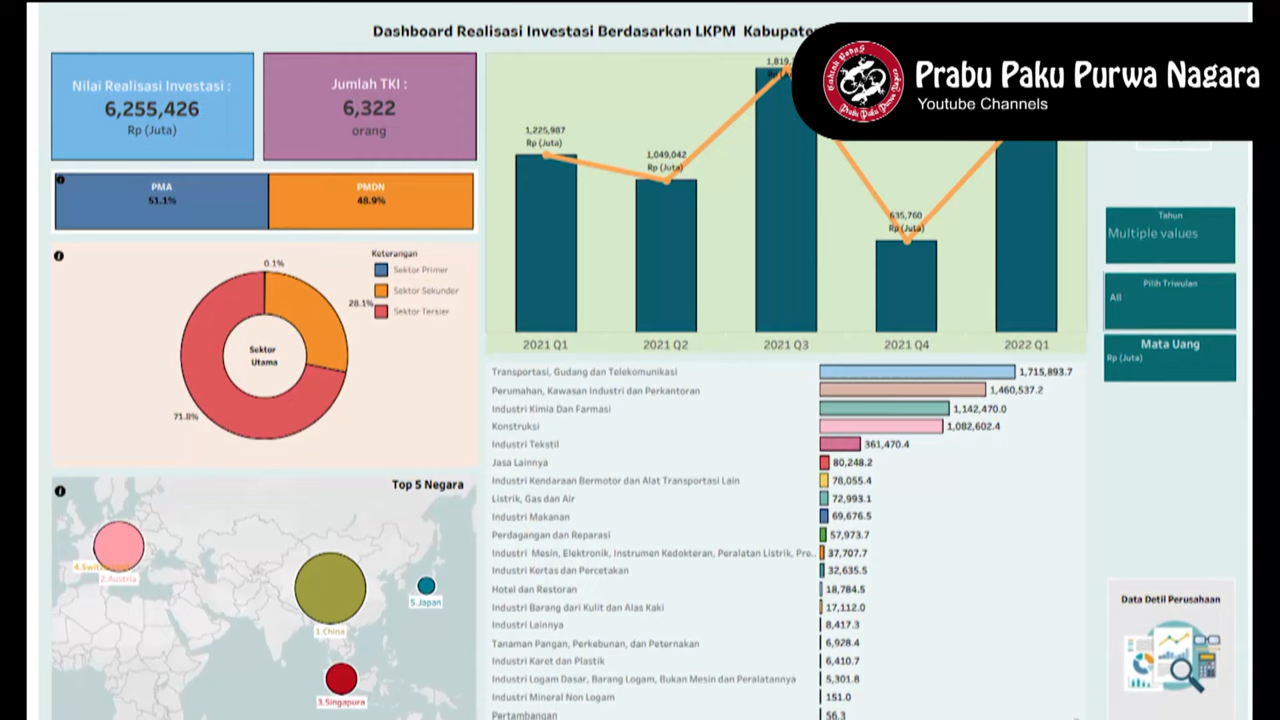 Dashboard Realisasi Investasi Berdasarkan LKPM Kabupaten
Prabu Paku Purwa Nagara
Youtube Channels
Nilai Realisasi Investasi :
6,255,426
Rp (Juta)
Jumlah TKI :
6,322
orang
PMA
51.1%
PMDN
48.9%
Keterangan
Sektor Primer
Sektor Sekunder
Sektor Tersier
0.1%
28.1%
71.8%
Sektor
Utama
Top 5 Negara
2.Austria
1.China
5.Japan
3.Singapura
1,225,987
Rp (Juta)
1,049,042
Rp (Juta)
635,760
Rp (Juta)
2021 Q1
2021 Q2
2021 Q3
2021 Q4
2022 Q1
Transportasi, Gudang dan Telekomunikasi 1,715,893.7
Perumahan, Kawasan Industri dan Perkantoran 1,460,537.2
Industri Kimia Dan Farmasi 1,142,470.0
Konstruksi 1,082,602.4
Industri Tekstil 361,470.4
Jasa Lainnya 80,248.2
Industri Kendaraan Bermotor dan Alat Transportasi Lain 78,055.4
Listrik, Gas dan Air 72,993.1
Industri Makanan 69,676.5
Perdagangan dan Reparasi 57,973.7
Industri Mesin, Elektronik, Instrumen Kedokteran, Peralatan Listrik, Pre.. 37,707.7
Industri Kertas dan Percetakan 32,635.5
Hotel dan Restoran 18,784.5
Industri Barang dari Kulit dan Alas Kaki 17,112.0
Industri Lainnya 8,417.3
Tanaman Pangan, Perkebunan, dan Peternakan 6,928.4
Industri Karet dan Plastik 6,410.7
Industri Logam Dasar, Barang Logam, Bukan Mesin dan Peralatannya 5,301.8
Industri Mineral Non Logam 151.0
Pertambangan 56.3
Tahun
Multiple values
Pilih Triwulan
All
Mata Uang
Rp (Juta)
Data Detil Perusahaan